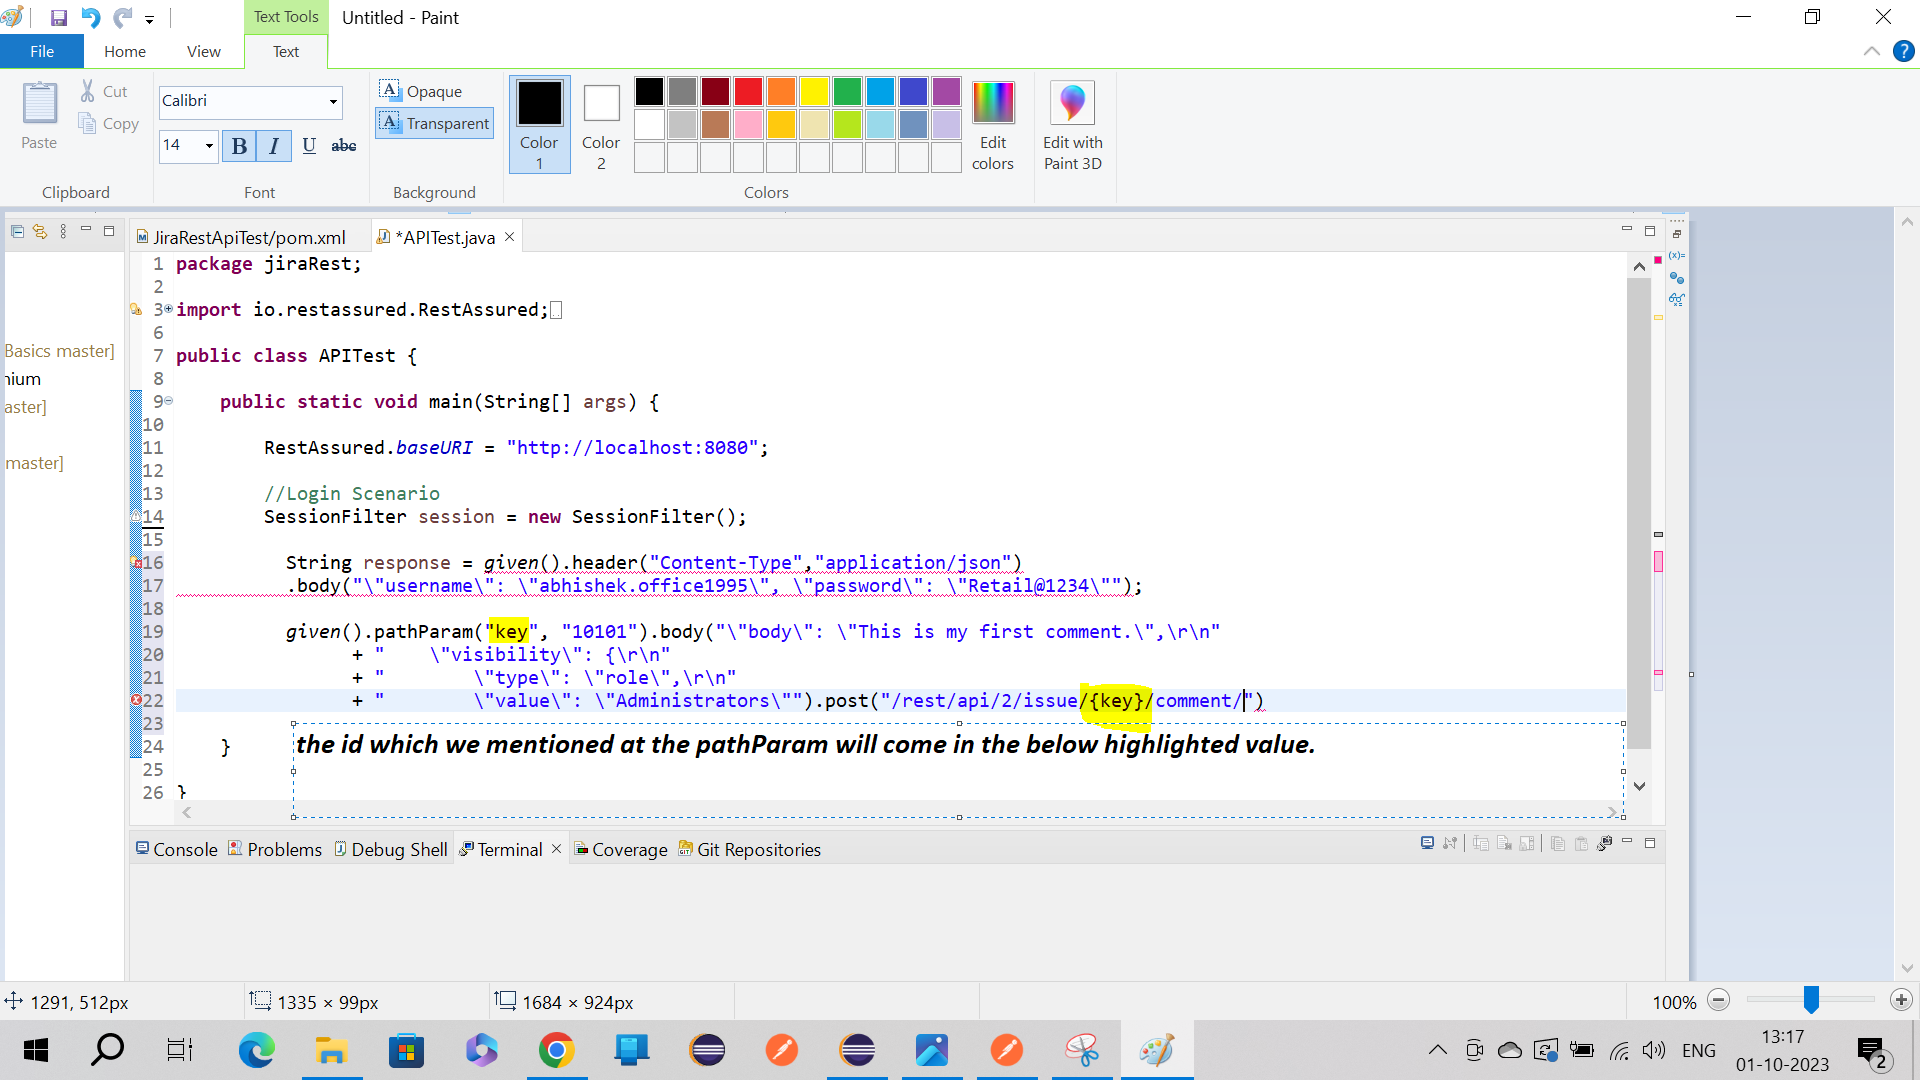 Text Tools
Untitled - Paint
File
Home
View
Text
Paste
Cut
Copy
Clipboard
Calibri
14
B
I
U
abc
Font
A
Opaque
A
Transparent
Background
Color 1
Color 2
Colors
Edit colors
Edit with Paint 3D
JiraRestApiTest/pom.xml
*APITest.java
(x)=
Basics master]
nium
aster]
master]
1 package jiraRest;
2
3 import io.restassured.RestAssured;
6
7 public class APITest {
8
9 public static void main(String[] args) {
10
11 RestAssured.baseURI = "http://localhost:8080";
12
13 //Login Scenario
14 SessionFilter session = new SessionFilter();
15
16 String response = given().header("Content-Type","application/json")
17 .body("\"username\": \"abhishek.office1995\", \"password\": \"Retail@1234\"");
18
19 given().pathParam("key", "10101").body("\"body\": \"This is my first comment.\",\r\n"
20 + "    \"visibility\": {\r\n"
21 + "        \"type\": \"role\",\r\n"
22 + "        \"value\": \"Administrators\"").post("/rest/api/2/issue/{key}/comment/")
23
the id which we mentioned at the pathParam will come in the below highlighted value.
24 }
25
26 }
Console
Problems
Debug Shell
Terminal
Coverage
Git Repositories
1291, 512px
1335 × 99px
1684 × 924px
100%
ENG
13:17
01-10-2023
2